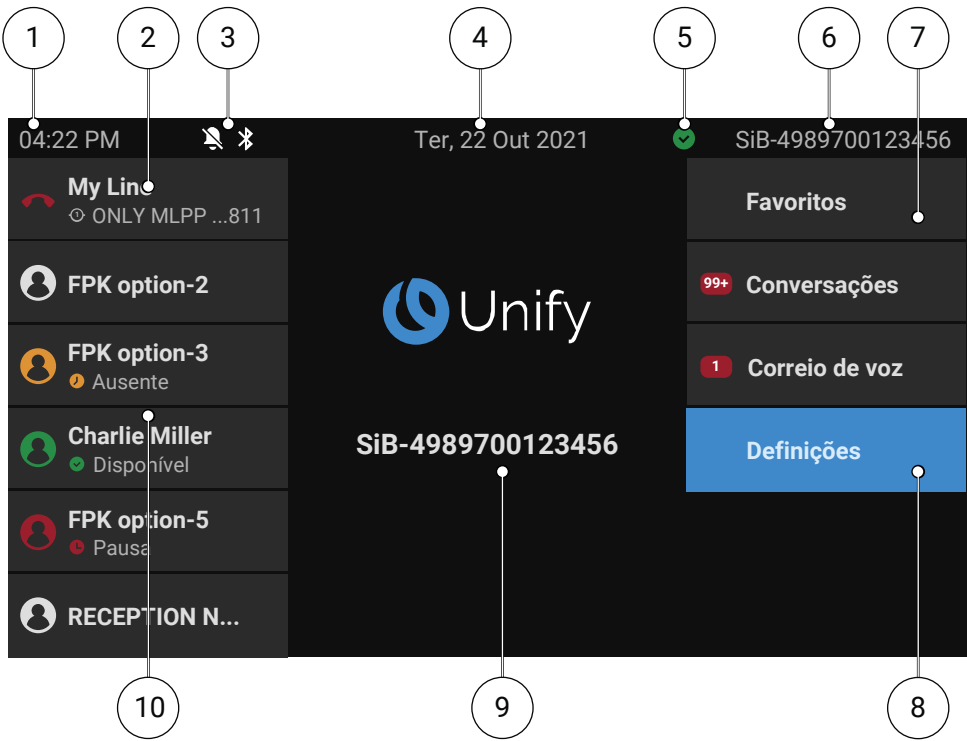 1 2 3 4 5 6 7
04:22 PM Ter, 22 Out 2021 SiB-4989700123456
My Line
ONLY MLPP ...811
FPK option-2
FPK option-3
Ausente
Charlie Miller
Disponível
FPK option-5
Pausa
RECEPTION N...
Unify
SiB-4989700123456
Favoritos
99+ Conversações
1 Correio de voz
Definições
10 9 8